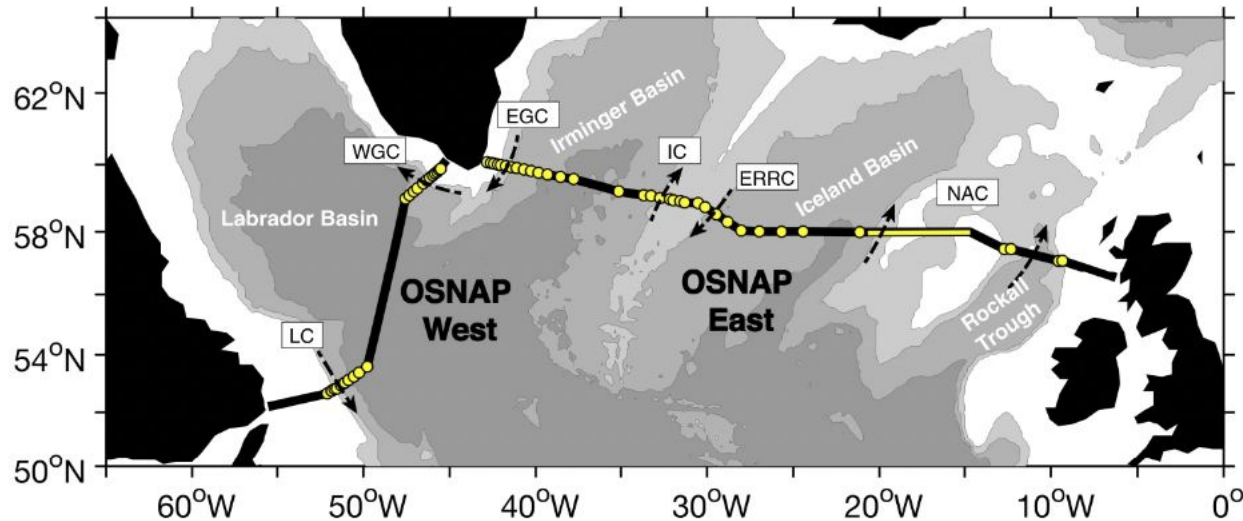 62°N
58°N
54°N
50°N
60°W
50°W
40°W
30°W
20°W
10°W
0°
EGC
WGC
Irminger Basin
IC
ERRC
Iceland Basin
NAC
Labrador Basin
OSNAP
West
OSNAP
East
Rockall
Trough
LC